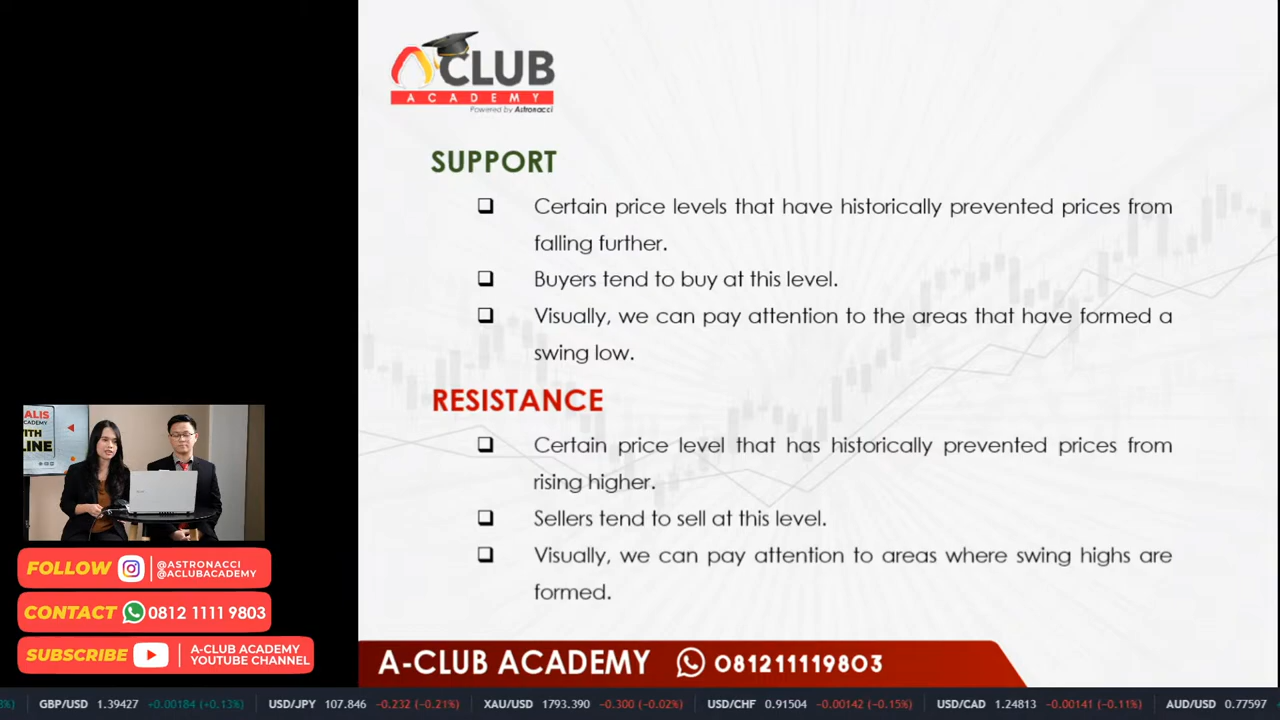 CLUB
ACADEMY
Powered by Astronacci
SUPPORT
❑ Certain price levels that have historically prevented prices from
falling further.
❑ Buyers tend to buy at this level.
❑ Visually, we can pay attention to the areas that have formed a
swing low.
RESISTANCE
❑ Certain price level that has historically prevented prices from
rising higher.
❑ Sellers tend to sell at this level.
❑ Visually, we can pay attention to areas where swing highs are
formed.
ALIS
CADEMY
ITH
LINE
FOLLOW @ASTRONACCI
@ACLUBACADEMY
CONTACT 0812 1111 9803
SUBSCRIBE A-CLUB ACADEMY
YOUTUBE CHANNEL
A-CLUB ACADEMY 081211119803
%) GBP/USD 1.39427 +0.00184 (+0.13%) USD/JPY 107.846 −0.232 (−0.21%) XAU/USD 1793.390 −0.300 (−0.02%) USD/CHF 0.91504 −0.00142 (−0.15%) USD/CAD 1.24813 −0.00141 (−0.11%) AUD/USD 0.77597